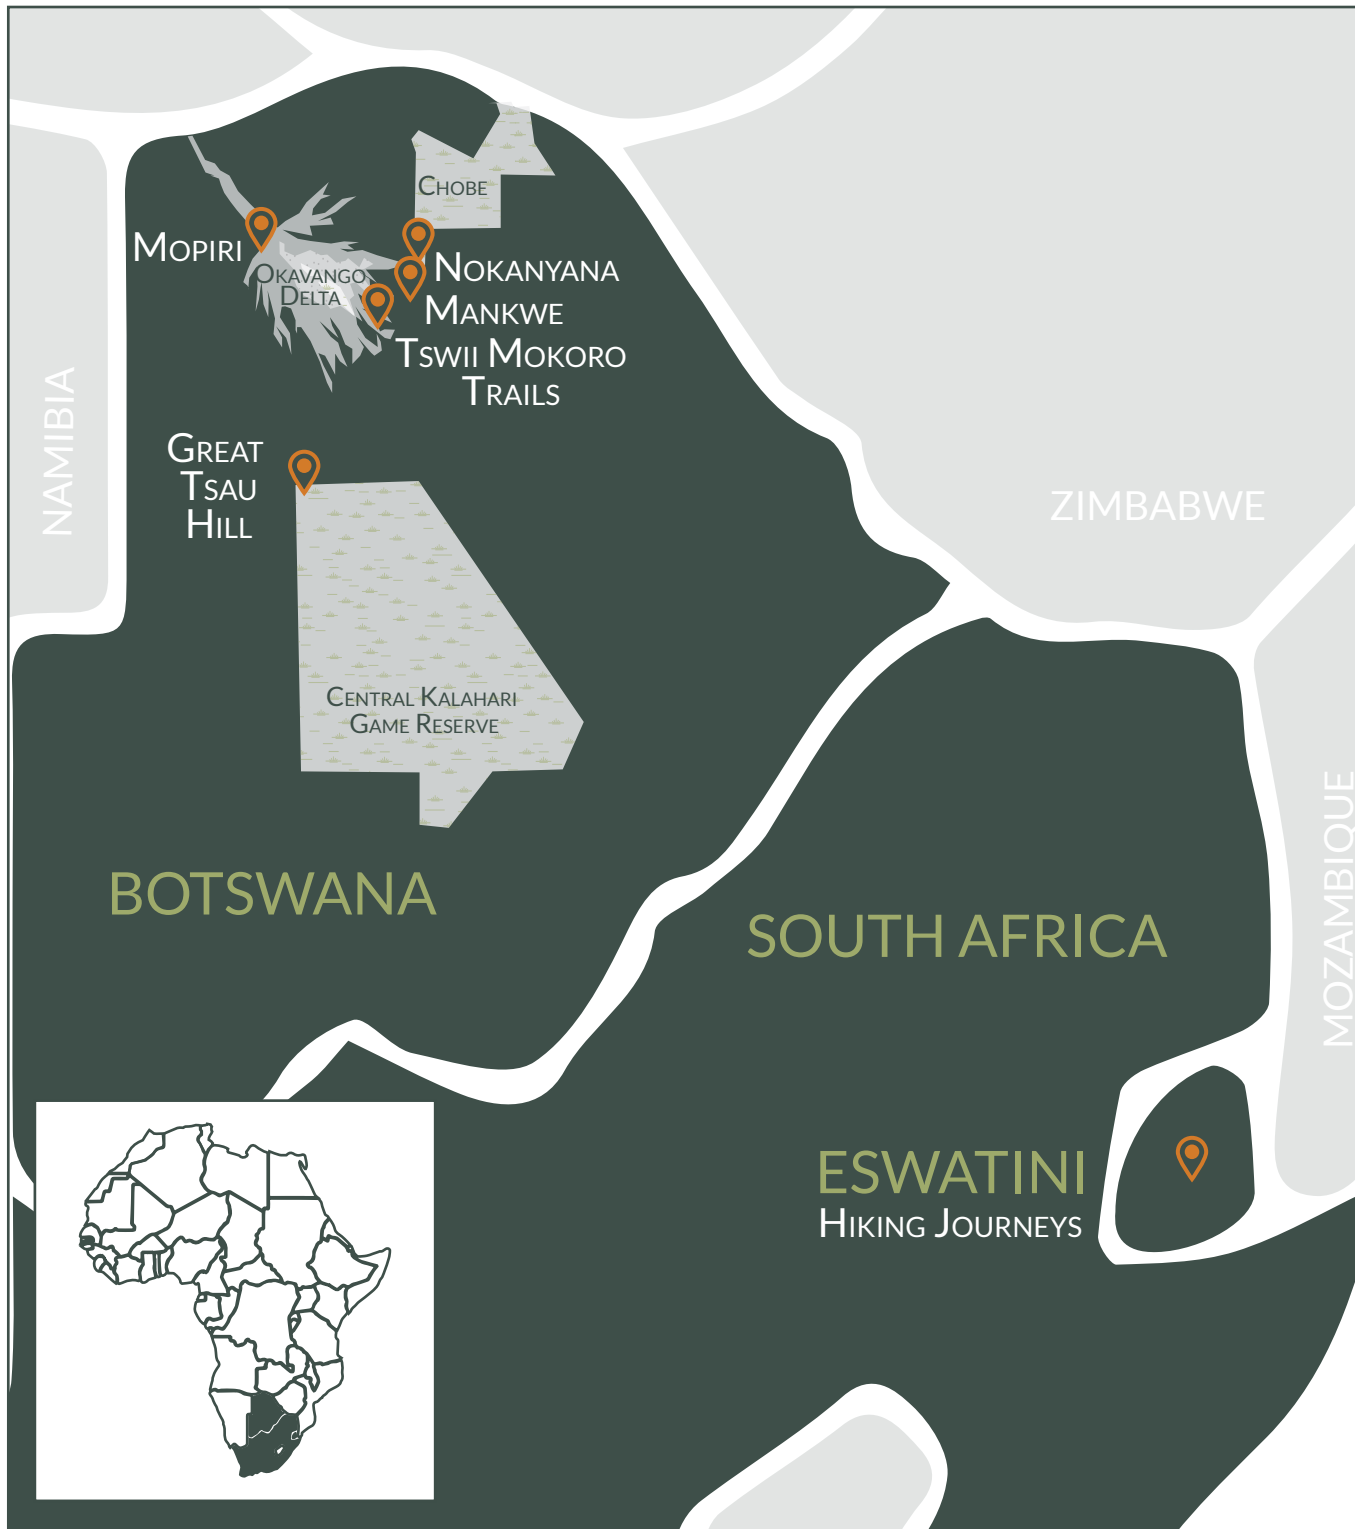 CHOBE
MOPIRI
OKAVANGO
DELTA
NOKANYANA
MANKWE
TSWII MOKORO
TRAILS
NAMIBIA
GREAT
TSAU
HILL
ZIMBABWE
CENTRAL KALAHARI
GAME RESERVE
BOTSWANA
SOUTH AFRICA
MOZAMBIQUE
ESWATINI
HIKING JOURNEYS